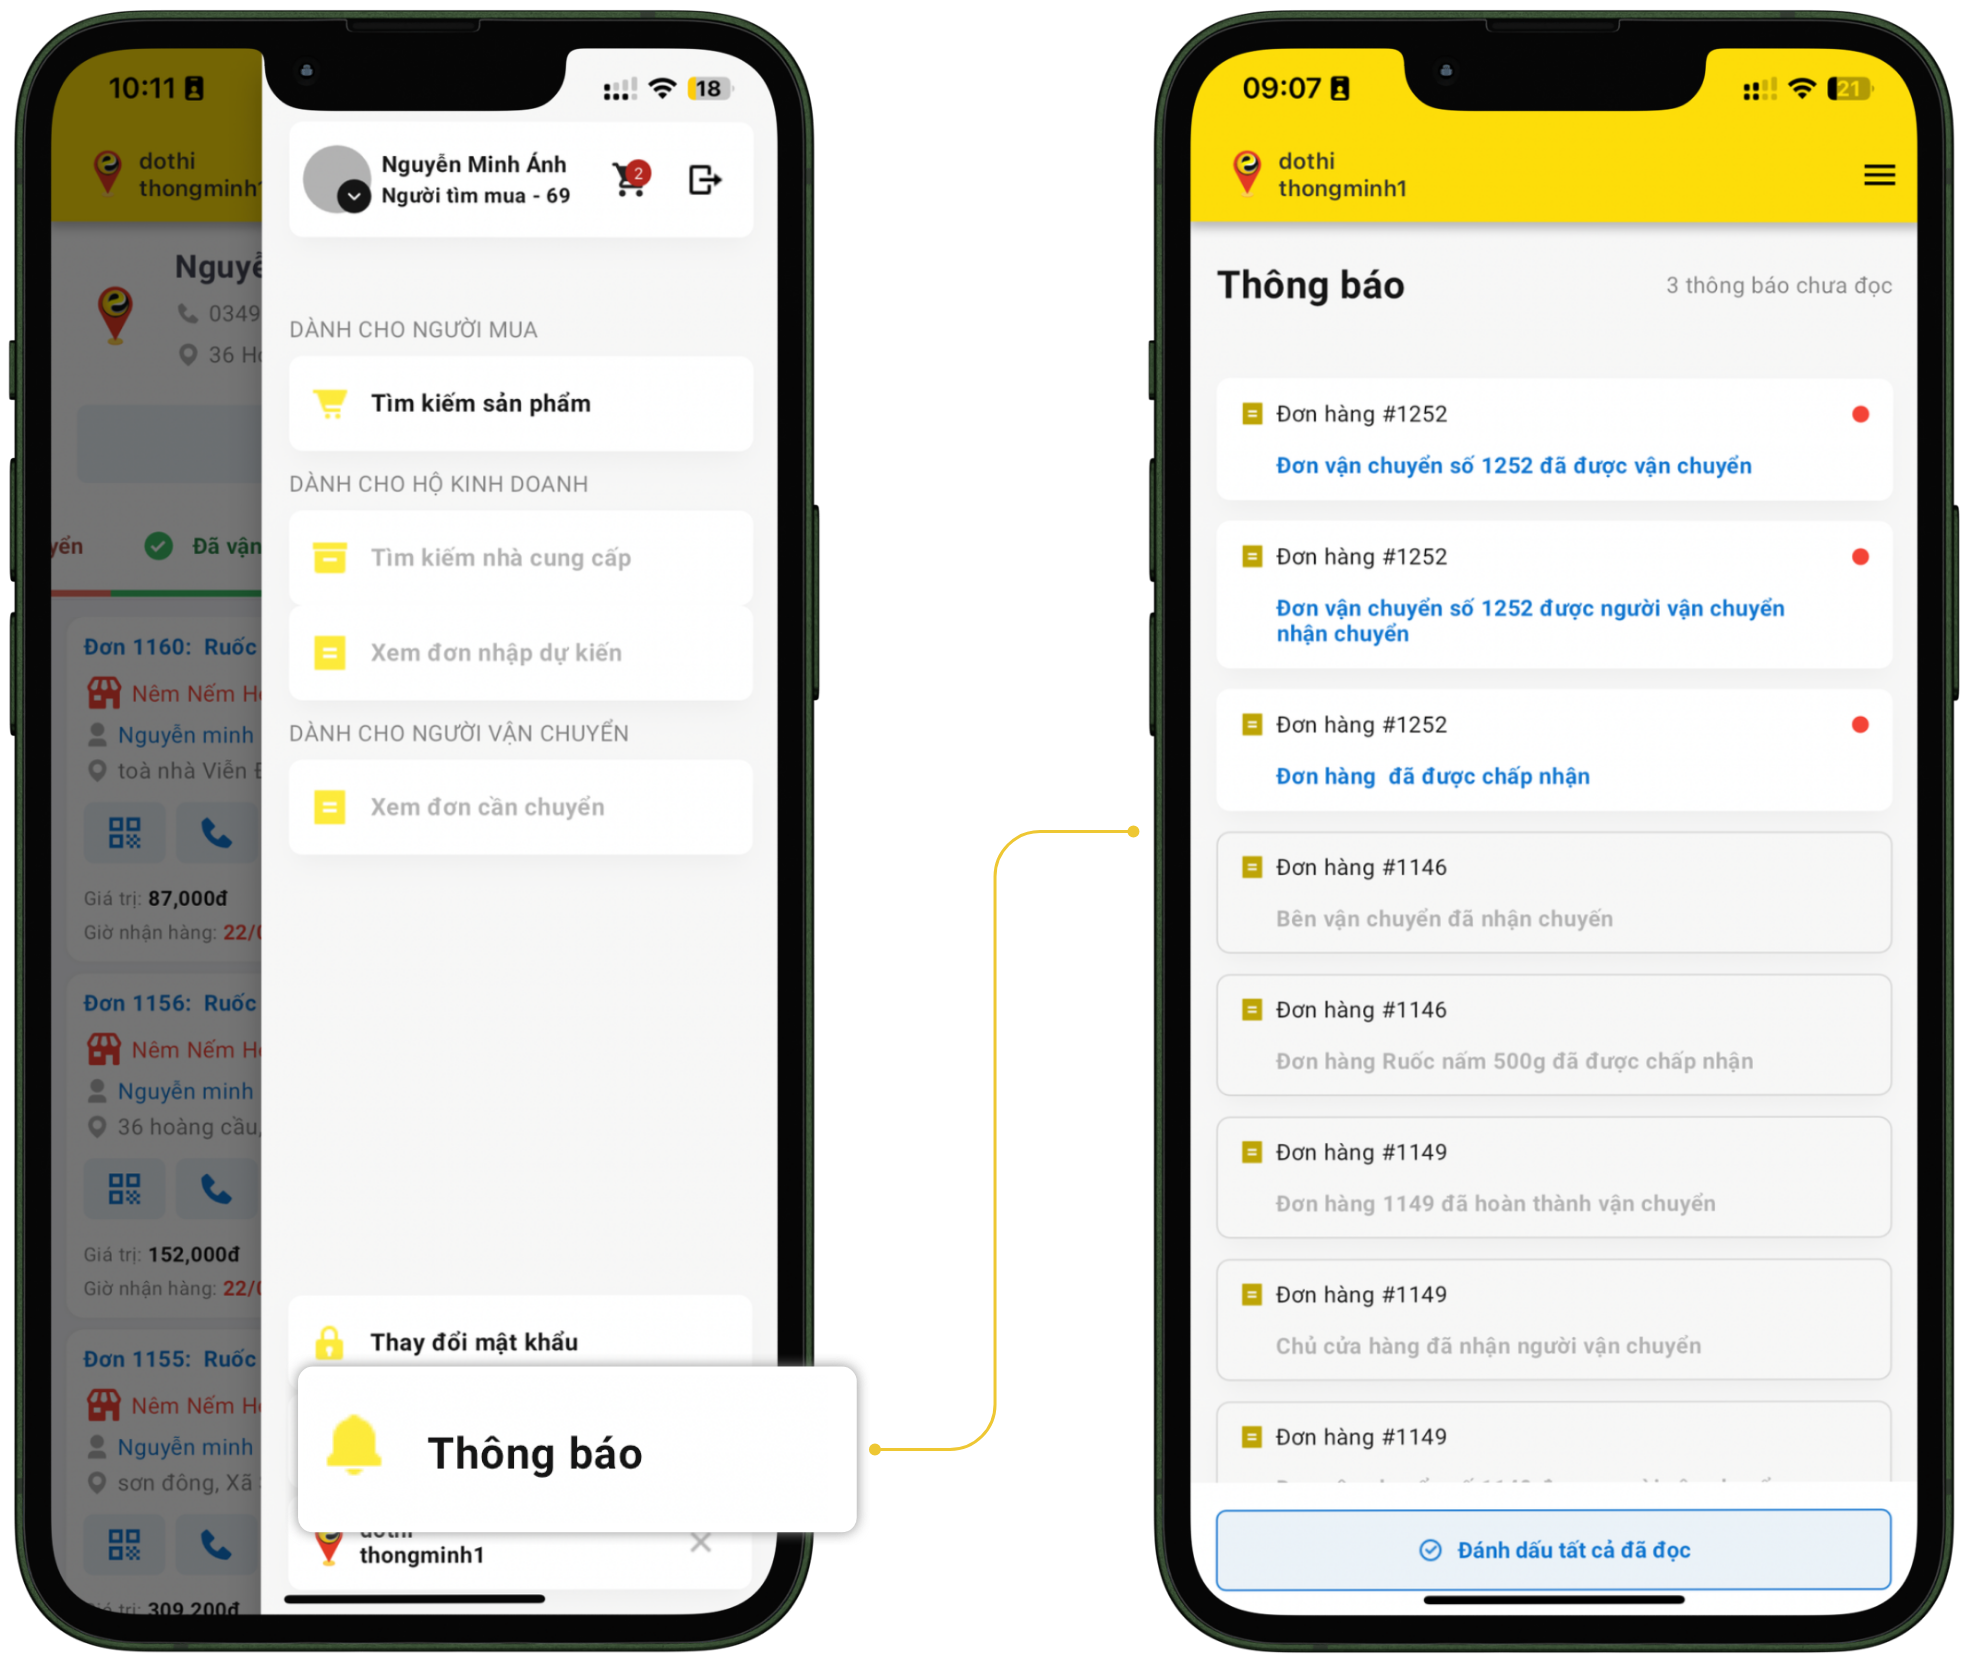 10:11
18
dothi
thongminh1
Nguyễ
0349
36 Ho
yển
Đã vận
Đơn 1160: Ruốc
Nêm Nếm H
Nguyễn minh
toà nhà Viễn Đ
Giá trị: 87,000đ
Giờ nhận hàng: 22/0
Đơn 1156: Ruốc
Nêm Nếm H
Nguyễn minh
36 hoàng cầu,
Giá trị: 152,000đ
Giờ nhận hàng: 22/0
Đơn 1155: Ruốc
Nêm Nếm H
Nguyễn minh
sơn đông, Xã
Giá trị: 309,200đ
Nguyễn Minh Ánh
Người tìm mua - 69
2
DÀNH CHO NGƯỜI MUA
Tìm kiếm sản phẩm
DÀNH CHO HỘ KINH DOANH
Tìm kiếm nhà cung cấp
Xem đơn nhập dự kiến
DÀNH CHO NGƯỜI VẬN CHUYỂN
Xem đơn cần chuyển
Thay đổi mật khẩu
Thông báo
dothi
thongminh1
09:07
21
dothi
thongminh1
Thông báo
3 thông báo chưa đọc
Đơn hàng #1252
Đơn vận chuyển số 1252 đã được vận chuyển
Đơn hàng #1252
Đơn vận chuyển số 1252 được người vận chuyển
nhận chuyển
Đơn hàng #1252
Đơn hàng  đã được chấp nhận
Đơn hàng #1146
Bên vận chuyển đã nhận chuyến
Đơn hàng #1146
Đơn hàng Ruốc nấm 500g đã được chấp nhận
Đơn hàng #1149
Đơn hàng 1149 đã hoàn thành vận chuyển
Đơn hàng #1149
Chủ cửa hàng đã nhận người vận chuyển
Đơn hàng #1149
Đánh dấu tất cả đã đọc